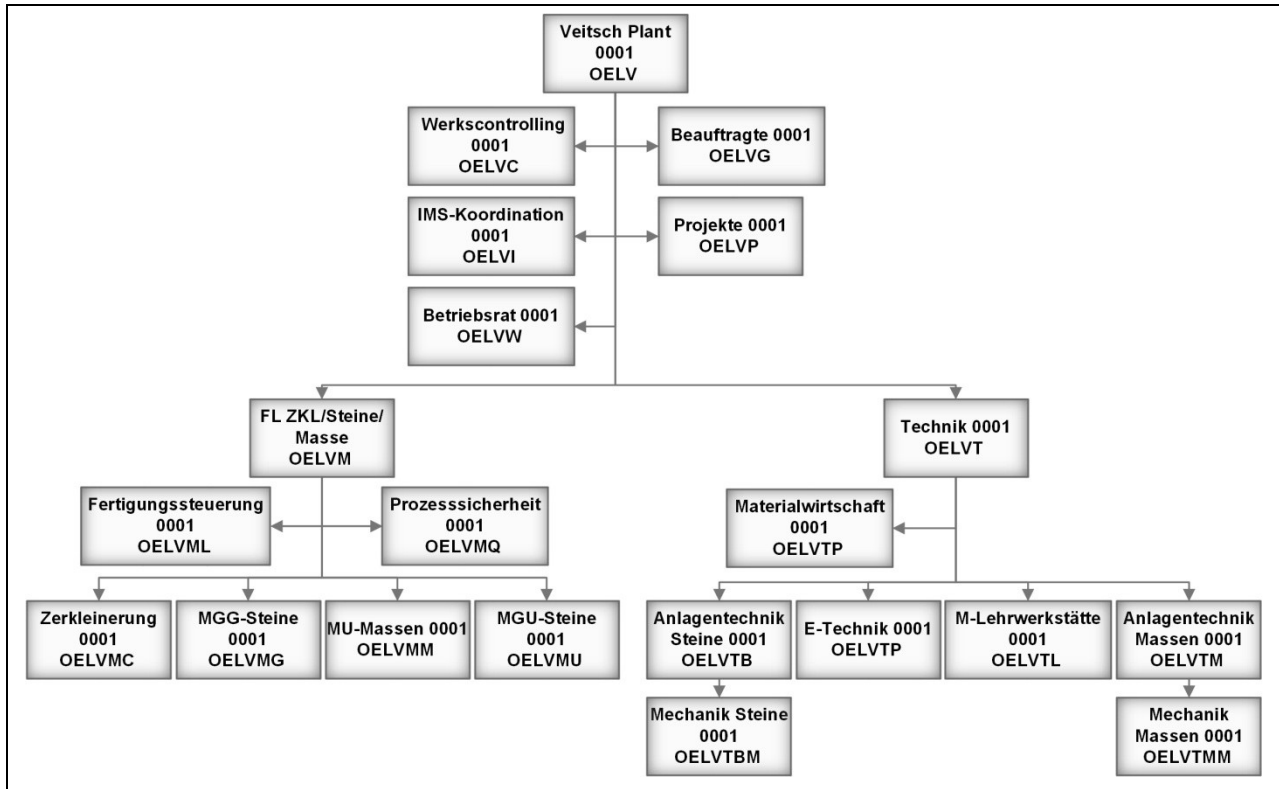 Veitsch Plant
0001
OELV
Werkscontrolling
0001
OELVC
Beauftragte 0001
OELVG
IMS-Koordination
0001
OELVI
Projekte 0001
OELVP
Betriebsrat 0001
OELVW
FL ZKL/Steine/
Masse
OELVM
Technik 0001
OELVT
Fertigungssteuerung
0001
OELVML
Prozesssicherheit
0001
OELVMQ
Materialwirtschaft
0001
OELVTP
Zerkleinerung
0001
OELVMC
MGG-Steine
0001
OELVMG
MU-Massen 0001
OELVMM
MGU-Steine
0001
OELVMU
Anlagentechnik
Steine 0001
OELVTB
E-Technik 0001
OELVTP
M-Lehrwerkstätte
0001
OELVTL
Anlagentechnik
Massen 0001
OELVTM
Mechanik Steine
0001
OELVTBM
Mechanik
Massen 0001
OELVTMM